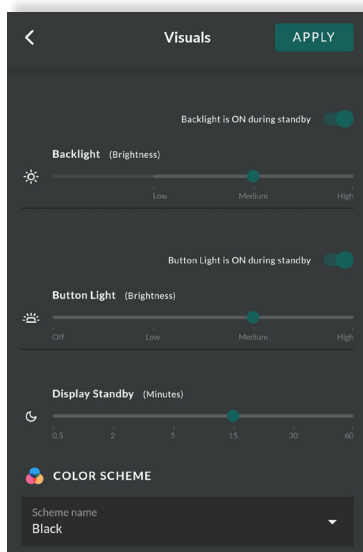 Visuals
APPLY
Backlight is ON during standby
Backlight (Brightness)
Low Medium High
Button Light is ON during standby
Button Light (Brightness)
Off Low Medium High
Display Standby (Minutes)
0.5 2 5 15 30 60
COLOR SCHEME
Scheme name
Black